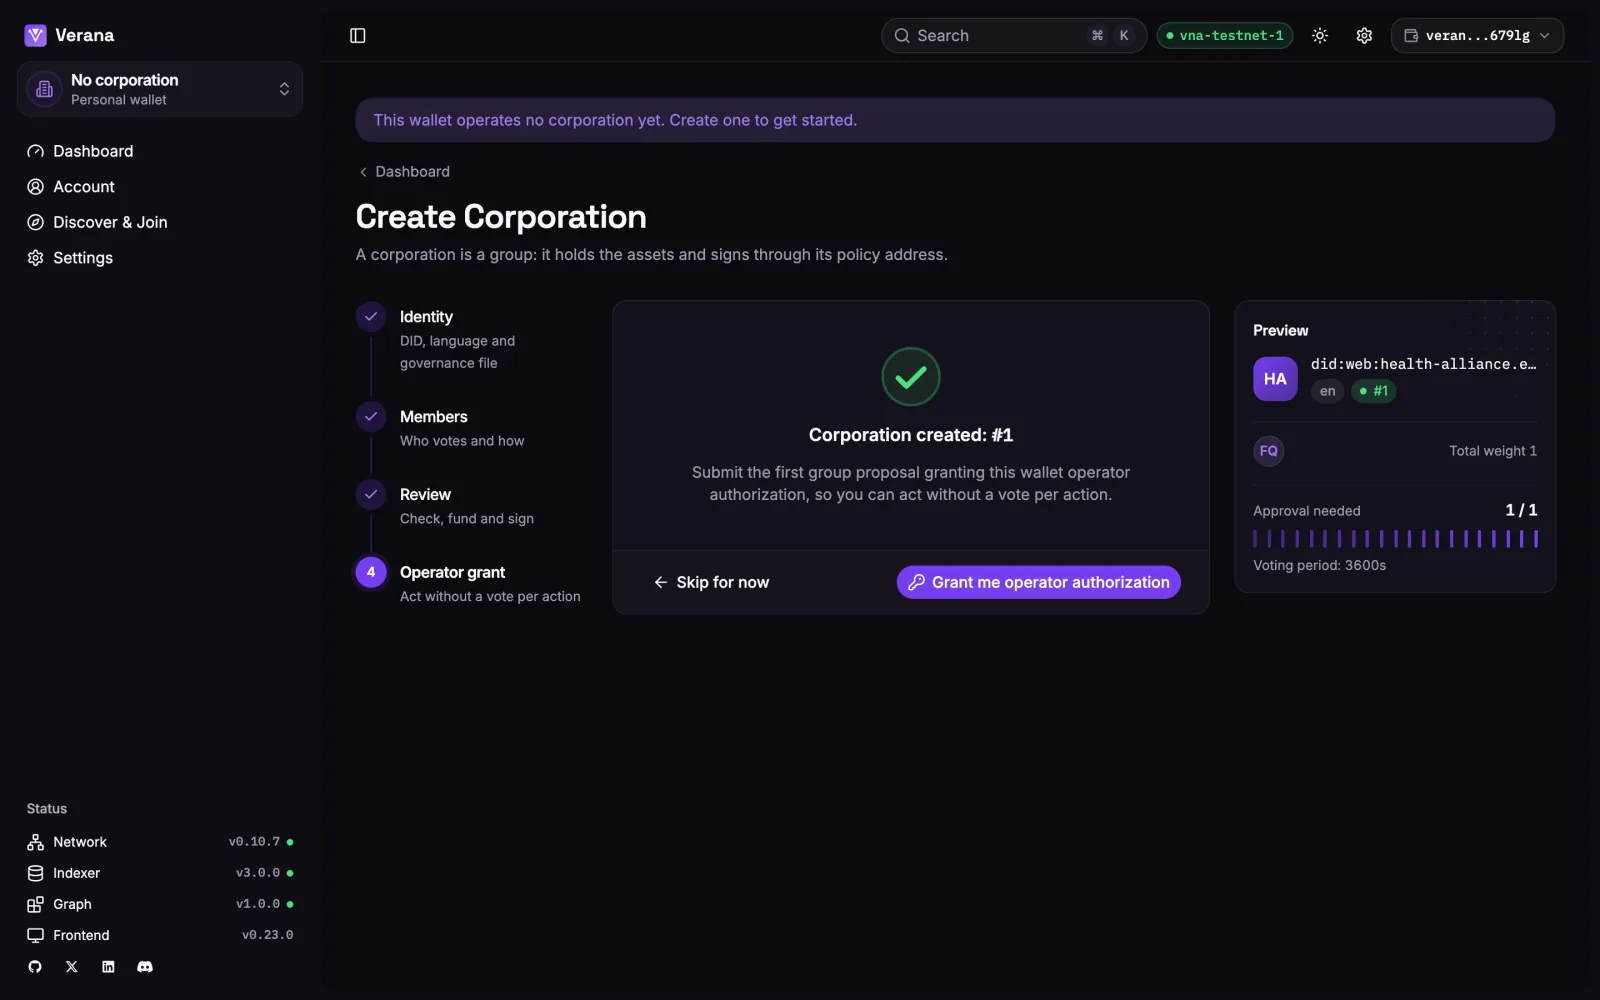 Verana
No corporation
Personal wallet
Dashboard
Account
Discover & Join
Settings
Status
Network v0.10.7
Indexer v3.0.0
Graph v1.0.0
Frontend v0.23.0
Search ⌘ K
vna-testnet-1
veran...679lg
This wallet operates no corporation yet. Create one to get started.
Dashboard
Create Corporation
A corporation is a group: it holds the assets and signs through its policy address.
Identity
DID, language and
governance file
Members
Who votes and how
Review
Check, fund and sign
4
Operator grant
Act without a vote per action
Corporation created: #1
Submit the first group proposal granting this wallet operator
authorization, so you can act without a vote per action.
Skip for now
Grant me operator authorization
Preview
HA
did:web:health-alliance.e…
en
#1
FQ
Total weight 1
Approval needed 1 / 1
Voting period: 3600s